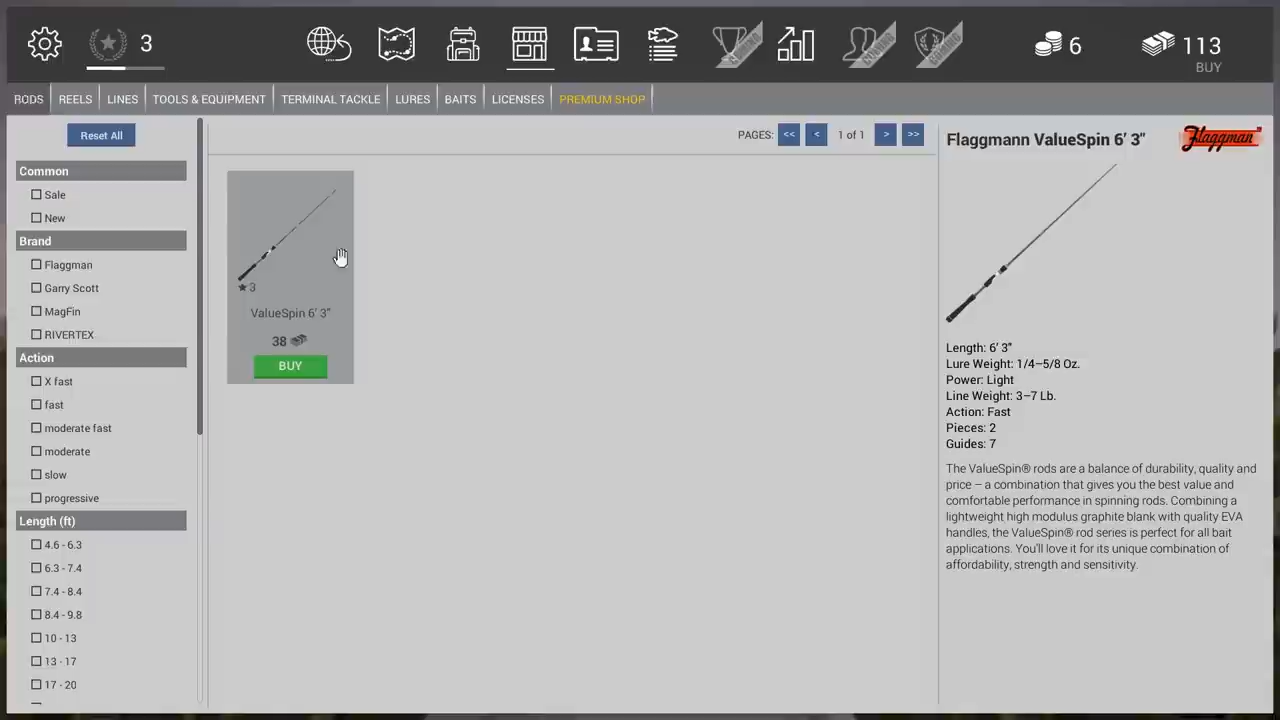 3
6
113
BUY
RODS
REELS
LINES
TOOLS & EQUIPMENT
TERMINAL TACKLE
LURES
BAITS
LICENSES
PREMIUM SHOP
Reset All
Common
Sale
New
Brand
Flaggman
Garry Scott
MagFin
RIVERTEX
Action
X fast
fast
moderate fast
moderate
slow
progressive
Length (ft)
4.6 - 6.3
6.3 - 7.4
7.4 - 8.4
8.4 - 9.8
10 - 13
13 - 17
17 - 20
PAGES: << < 1 of 1 > >>
★3
ValueSpin 6' 3"
38
BUY
Flaggmann ValueSpin 6' 3"
Flaggman
Length: 6' 3"
Lure Weight: 1/4–5/8 Oz.
Power: Light
Line Weight: 3–7 Lb.
Action: Fast
Pieces: 2
Guides: 7
The ValueSpin® rods are a balance of durability, quality and
price – a combination that gives you the best value and
comfortable performance in spinning rods. Combining a
lightweight high modulus graphite blank with quality EVA
handles, the ValueSpin® rod series is perfect for all bait
applications. You'll love it for its unique combination of
affordability, strength and sensitivity.